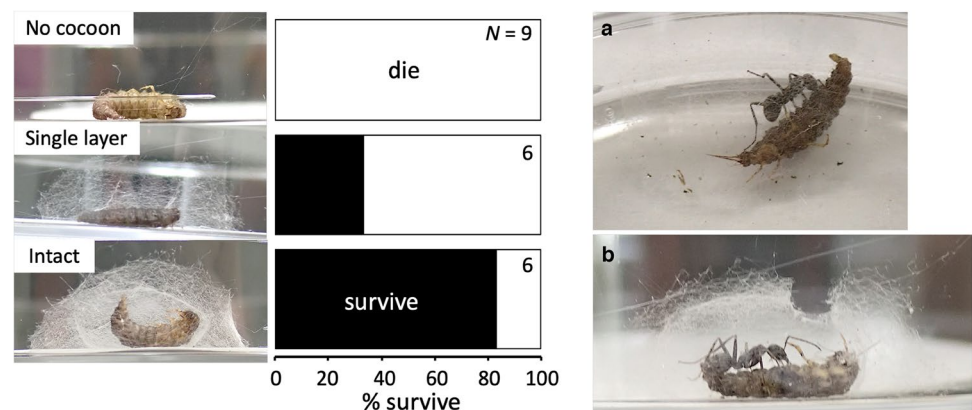 No cocoon
N = 9
die
Single layer
6
Intact
6
survive
0 20 40 60 80 100
% survive
a
b